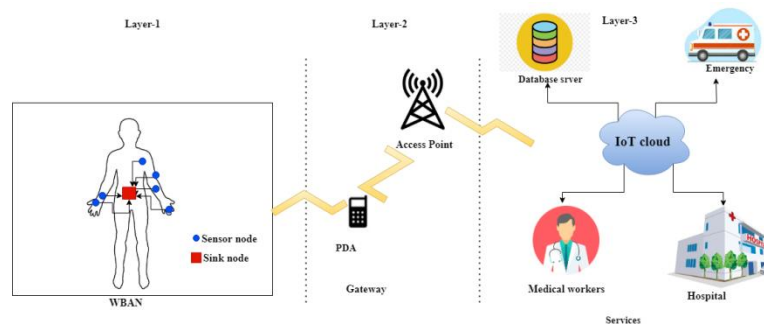 Layer-1
Layer-2
Layer-3
Database srver
Emergency
Access Point
IoT cloud
Sensor node
Sink node
PDA
WBAN
Gateway
Medical workers
Hospital
HOSPITAL
Services